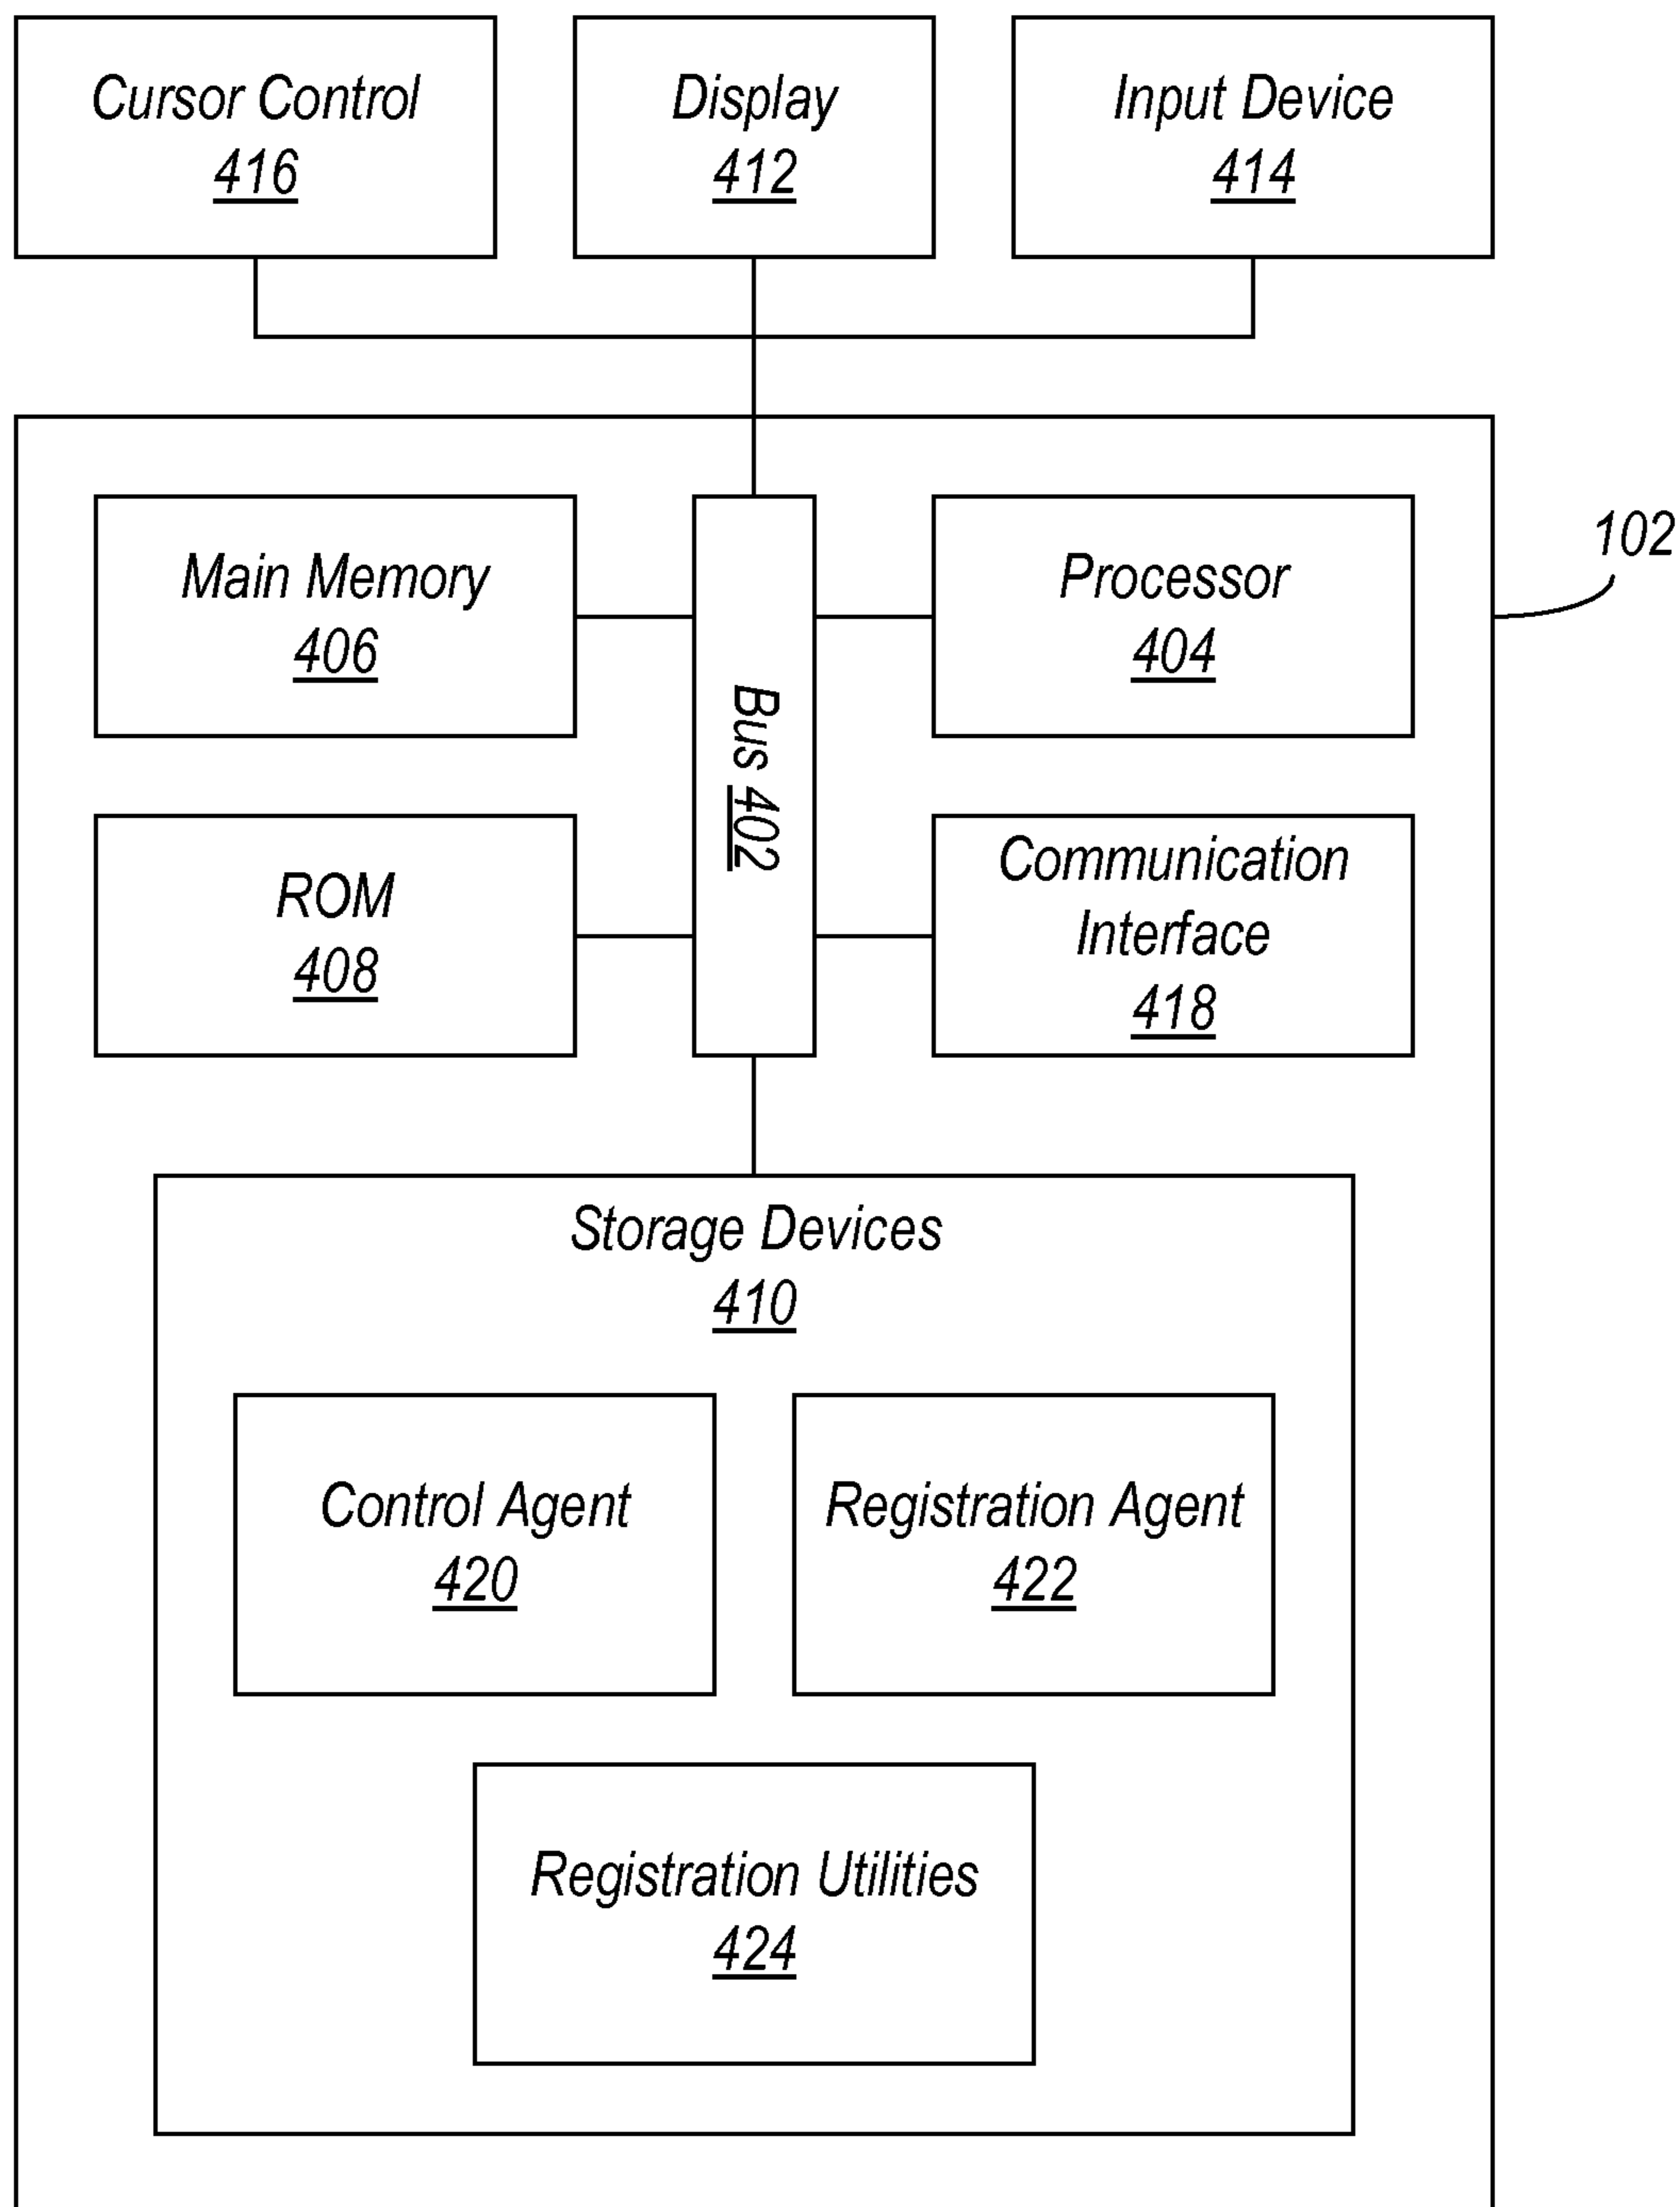 Cursor Control
416
Display
412
Input Device
414
Main Memory
406
Processor
404
102
Bus 402
ROM
408
Communication
Interface
418
Storage Devices
410
Control Agent
420
Registration Agent
422
Registration Utilities
424